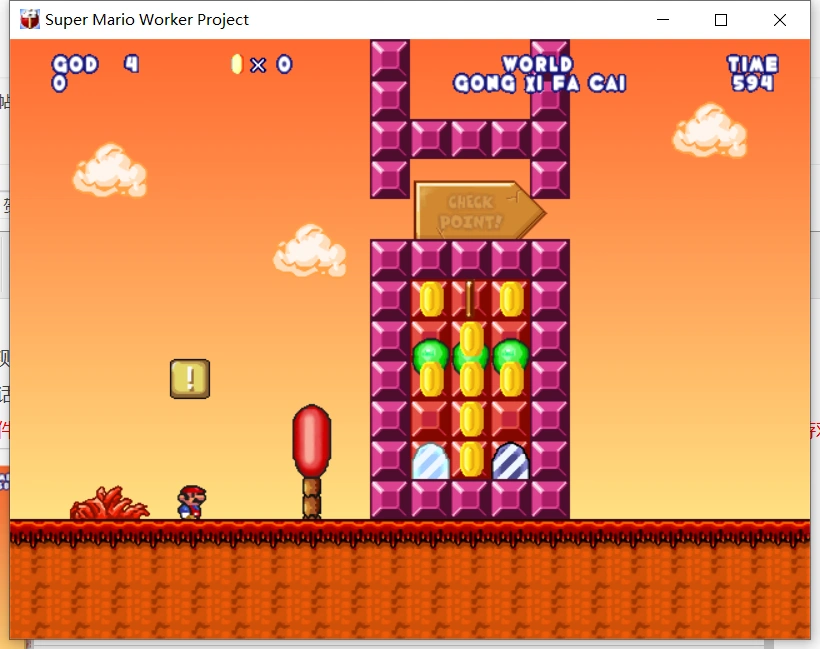 Super Mario Worker Project
GOD 4
0
× 0
WORLD
GONG XI FA CAI
TIME
594
CHECK
POINT!
!